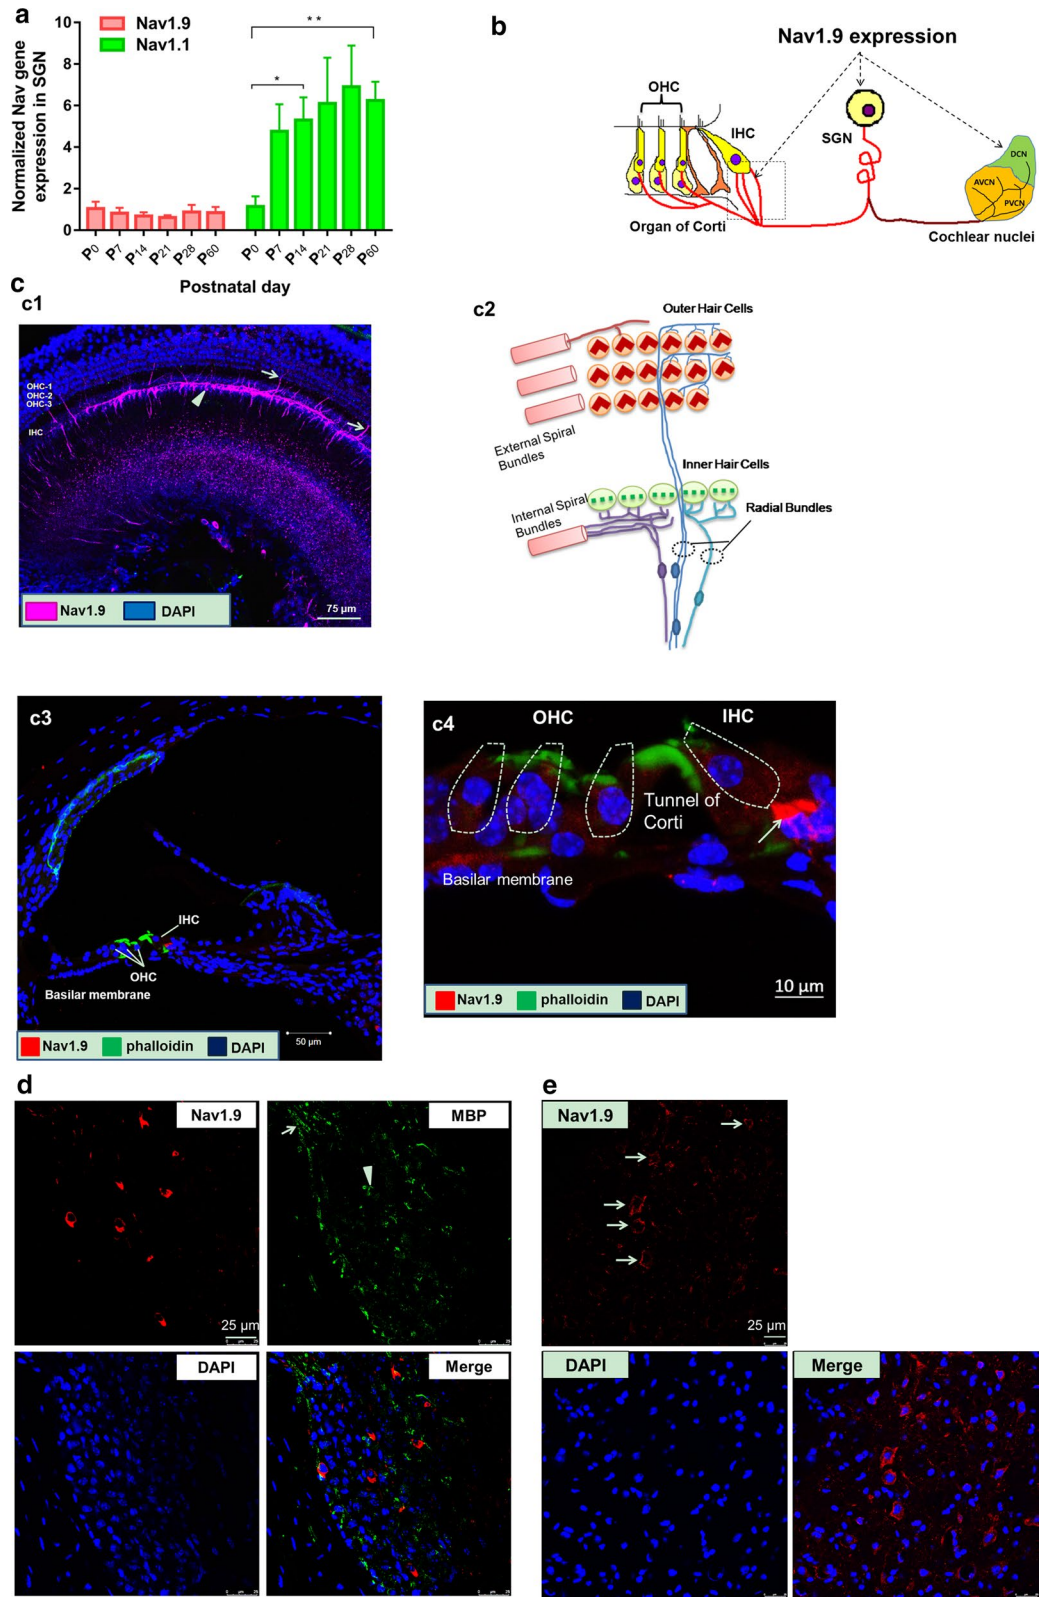 a
Nav1.9
Nav1.1
* *
*
Normalized Nav gene
expression in SGN
10
8
6
4
2
0
P0 P7 P14 P21 P28 P60 P0 P7 P14 P21 P28 P60
Postnatal day
b
Nav1.9 expression
OHC
IHC
SGN
DCN
AVCN
PVCN
Organ of Corti
Cochlear nuclei
c
c1
OHC-1
OHC-2
OHC-3
IHC
Nav1.9 DAPI
75 µm
c2
Outer Hair Cells
External Spiral
Bundles
Inner Hair Cells
Internal Spiral
Bundles
Radial Bundles
c3
IHC
OHC
Basilar membrane
50 µm
Nav1.9 phalloidin DAPI
c4
OHC
IHC
Tunnel of
Corti
Basilar membrane
10 µm
Nav1.9 phalloidin DAPI
d
Nav1.9
25 µm
MBP
DAPI
Merge
e
Nav1.9
25 µm
DAPI
Merge